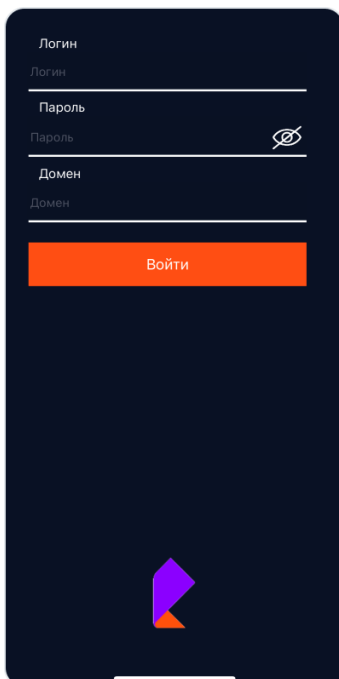 Логин
Логин
Пароль
Пароль
Домен
Домен
Войти